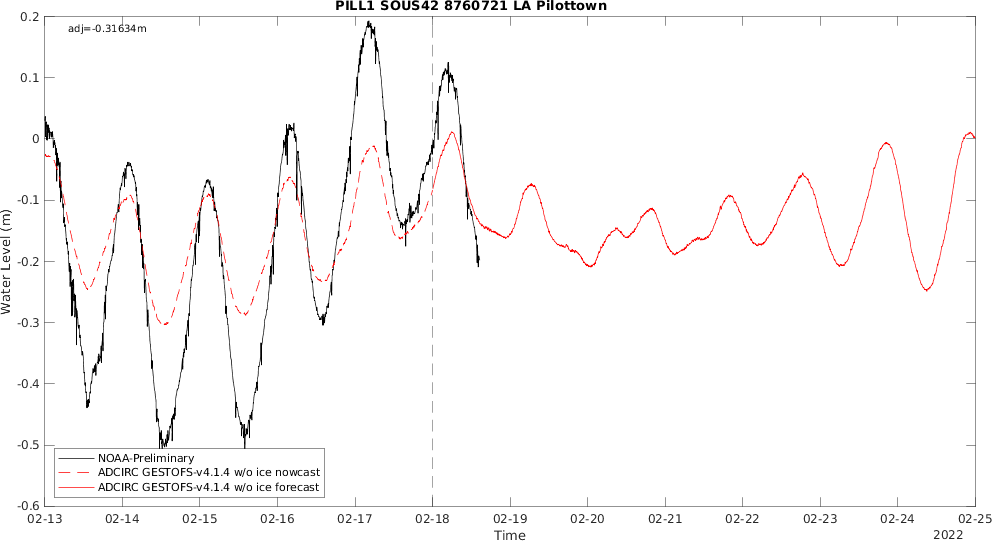 PILL1 SOUS42 8760721 LA Pilottown
adj=-0.31634m
0.2
0.1
0
-0.1
-0.2
-0.3
-0.4
-0.5
-0.6
Water Level (m)
NOAA-Preliminary
ADCIRC GESTOFS-v4.1.4 w/o ice nowcast
ADCIRC GESTOFS-v4.1.4 w/o ice forecast
02-13 02-14 02-15 02-16 02-17 02-18 02-19 02-20 02-21 02-22 02-23 02-24 02-25
Time
2022